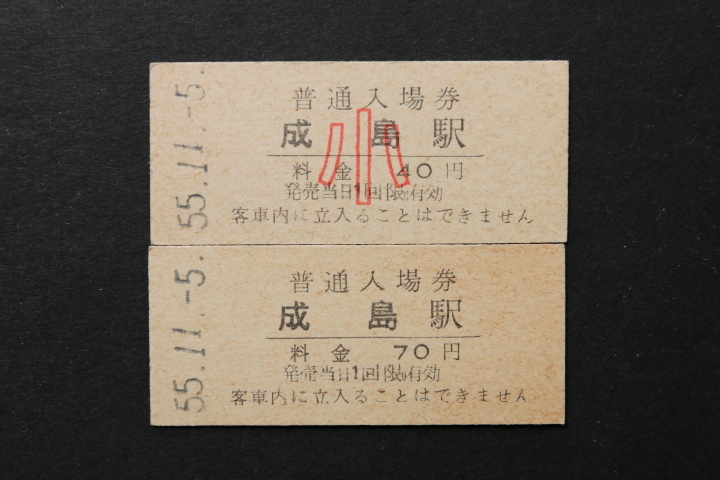 55.11.-5.
普通入場券
小
成島駅
料金 40円
発売当日1回限り有効
客車内に立入ることはできません
55.11.-5.
普通入場券
成島駅
料金 70円
発売当日1回限り有効
客車内に立入ることはできません